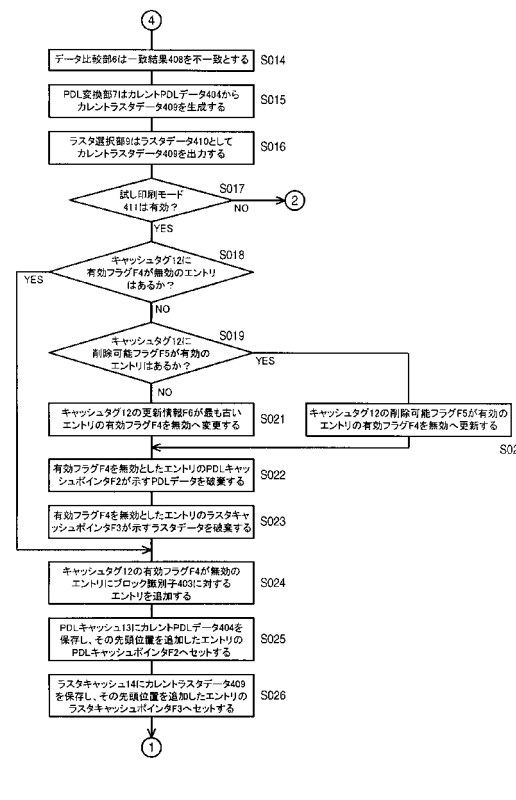 4
データ比較部6は一致結果408を不一致とする
S014
PDL変換部7はカレントPDLデータ404から
カレントラスタデータ409を生成する
S015
ラスタ選択部9はラスタデータ410として
カレントラスタデータ409を出力する
S016
試し印刷モード
411は有効？
S017
NO
2
YES
キャッシュタグ12に
有効フラグF4が無効のエントリ
はあるか？
S018
YES
NO
キャッシュタグ12に
削除可能フラグF5が有効の
エントリはあるか？
S019
YES
NO
キャッシュタグ12の更新情報F6が最も古い
エントリの有効フラグF4を無効へ変更する
S021
キャッシュタグ12の削除可能フラグF5が有効の
エントリの有効フラグF4を無効へ更新する
S02
有効フラグF4を無効としたエントリのPDLキャッ
シュポインタF2が示すPDLデータを破棄する
S022
有効フラグF4を無効としたエントリのラスタキャ
ッシュポインタF3が示すラスタデータを破棄する
S023
キャッシュタグ12の有効フラグF4が無効の
エントリにブロック識別子403に対する
エントリを追加する
S024
PDLキャッシュ13にカレントPDLデータ404を
保存し、その先頭位置を追加したエントリの
PDLキャッシュポインタF2へセットする
S025
ラスタキャッシュ14にカレントラスタデータ409
を保存し、その先頭位置を追加したエントリの
ラスタキャッシュポインタF3へセットする
S026
1